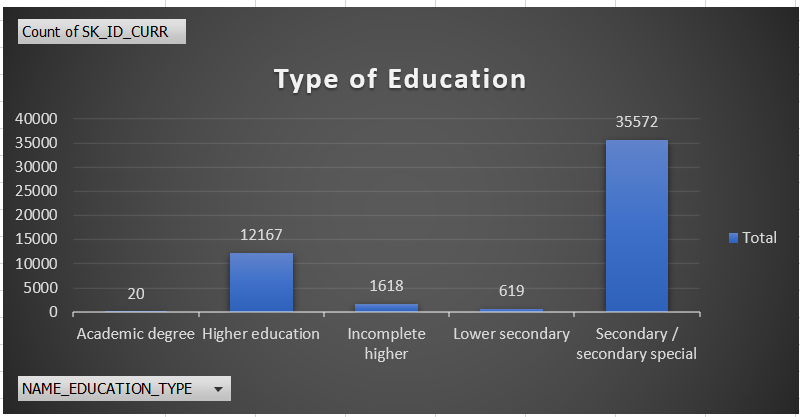 Count of SK_ID_CURR
Type of Education
40000
35000
30000
25000
20000
15000
10000
5000
0
20
12167
1618
619
35572
Academic degree
Higher education
Incomplete
higher
Lower secondary
Secondary /
secondary special
Total
NAME_EDUCATION_TYPE